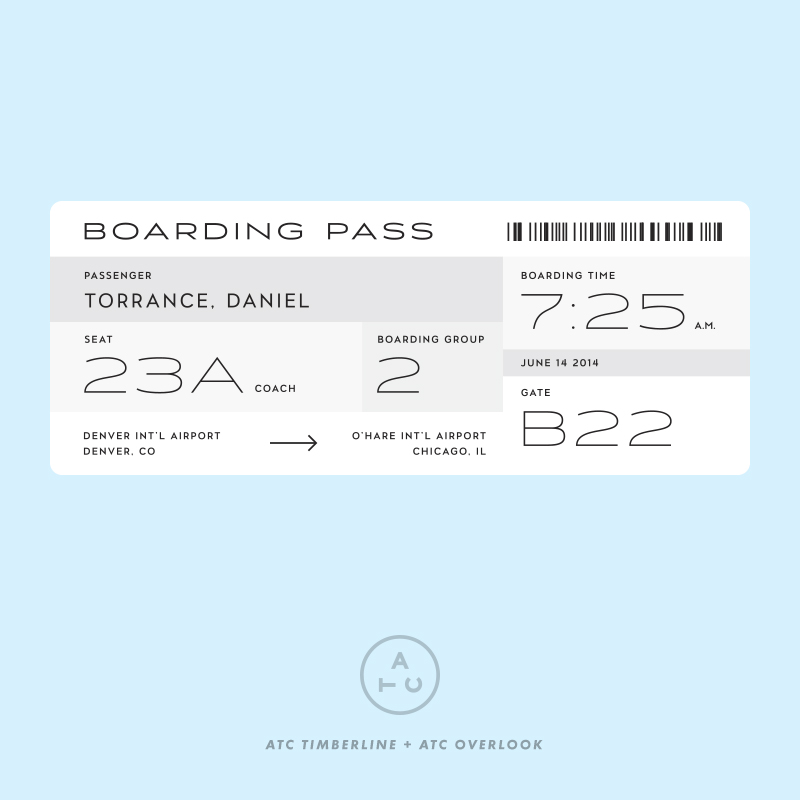 BOARDING PASS
PASSENGER
TORRANCE, DANIEL
SEAT
23A COACH
BOARDING GROUP
2
DENVER INT'L AIRPORT
DENVER, CO
O'HARE INT'L AIRPORT
CHICAGO, IL
BOARDING TIME
7:25 A.M.
JUNE 14 2014
GATE
B22
A
T C
ATC TIMBERLINE + ATC OVERLOOK